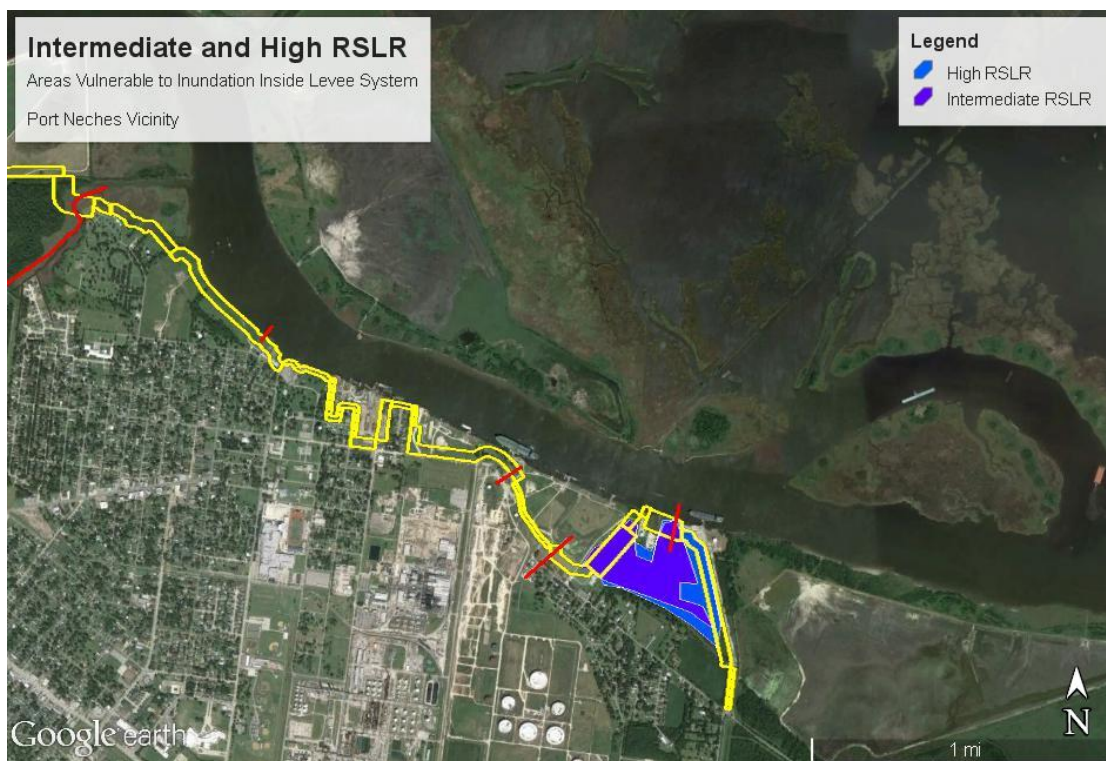 Intermediate and High RSLR
Areas Vulnerable to Inundation Inside Levee System
Port Neches Vicinity
Legend
High RSLR
Intermediate RSLR
N
Google earth
1 mi